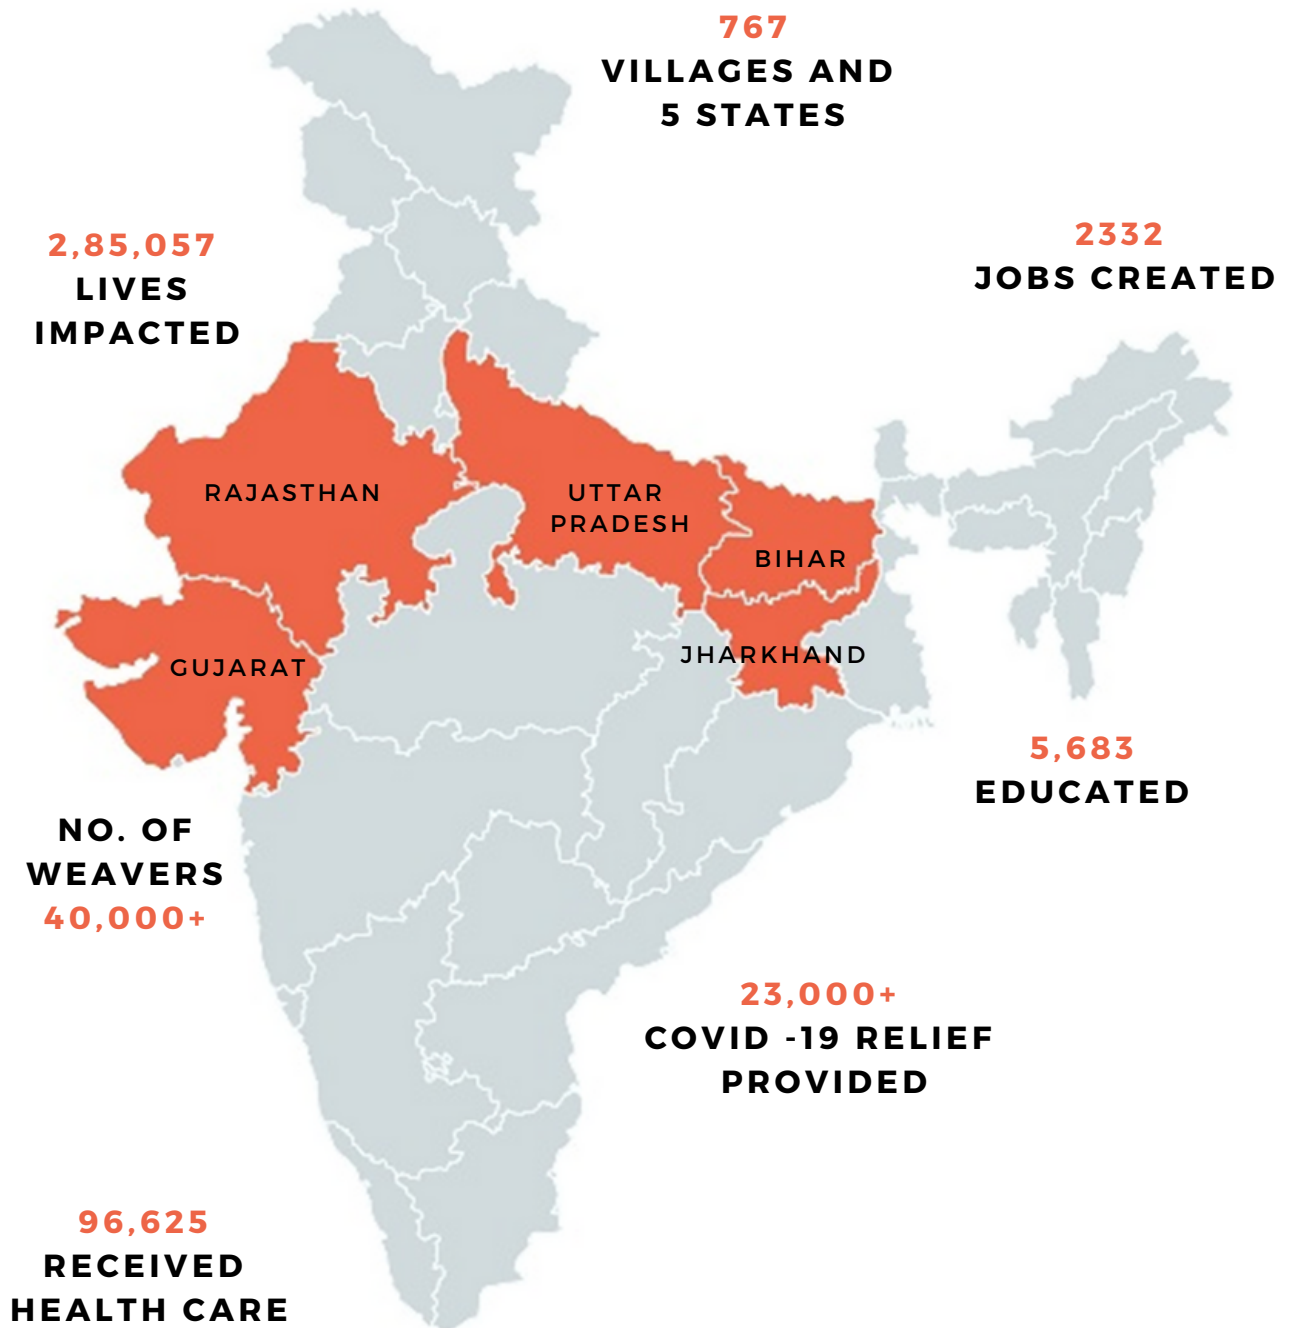 767
VILLAGES AND
5 STATES
2,85,057
LIVES
IMPACTED
2332
JOBS CREATED
RAJASTHAN
UTTAR
PRADESH
BIHAR
GUJARAT
JHARKHAND
5,683
EDUCATED
NO. OF
WEAVERS
40,000+
23,000+
COVID -19 RELIEF
PROVIDED
96,625
RECEIVED
HEALTH CARE